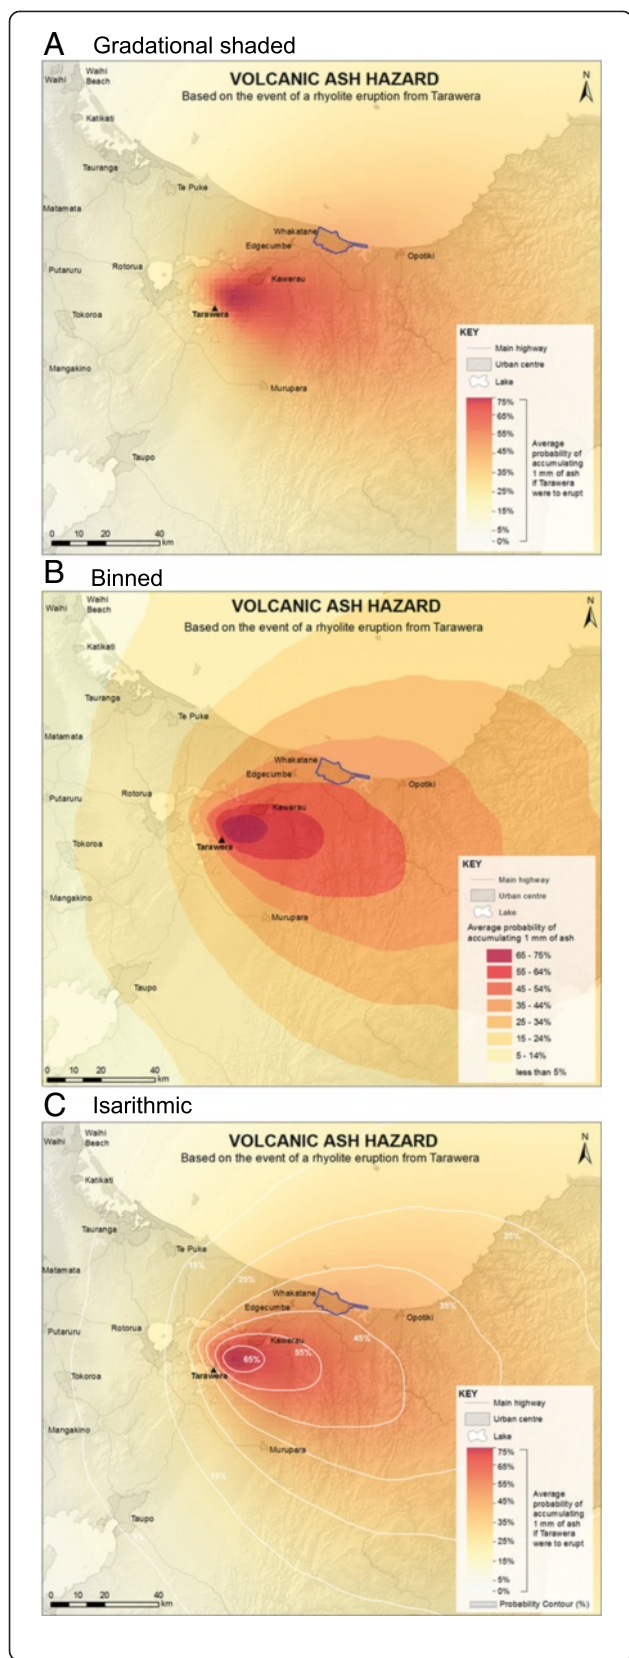 A Gradational shaded
VOLCANIC ASH HAZARD
Based on the event of a rhyolite eruption from Tarawera
N
Waihi
Waihi
Beach
Katikati
Tauranga
Te Puke
Matamata
Whakatane
Edgecumbe
Opotiki
Putaruru
Rotorua
Kawerau
Tokoroa
Tarawera
Mangakino
Murupara
Taupo
0 10 20 40
km
KEY
Main highway
Urban centre
Lake
75%
65%
55%
45%
35%
25%
15%
5%
0%
Average
probability of
accumulating
1 mm of ash
if Tarawera
were to erupt
B Binned
VOLCANIC ASH HAZARD
Based on the event of a rhyolite eruption from Tarawera
N
Waihi
Waihi
Beach
Katikati
Tauranga
Te Puke
Matamata
Whakatane
Edgecumbe
Opotiki
Putaruru
Rotorua
Kawerau
Tokoroa
Tarawera
Mangakino
Murupara
Taupo
0 10 20 40
km
KEY
Main highway
Urban centre
Lake
Average probability of
accumulating 1 mm of ash
65 - 75%
55 - 64%
45 - 54%
35 - 44%
25 - 34%
15 - 24%
5 - 14%
less than 5%
C Isarithmic
VOLCANIC ASH HAZARD
Based on the event of a rhyolite eruption from Tarawera
N
Waihi
Waihi
Beach
Katikati
Tauranga
Te Puke
Matamata
15%
25%
25%
Whakatane
Edgecumbe
35%
Opotiki
Putaruru
Rotorua
Kawerau
45%
55%
65%
Tokoroa
Tarawera
Mangakino
Murupara
15%
Taupo
0 10 20 40
km
KEY
Main highway
Urban centre
Lake
75%
65%
55%
45%
35%
25%
15%
5%
0%
Average
probability of
accumulating
1 mm of ash
if Tarawera
were to erupt
Probability Contour (%)